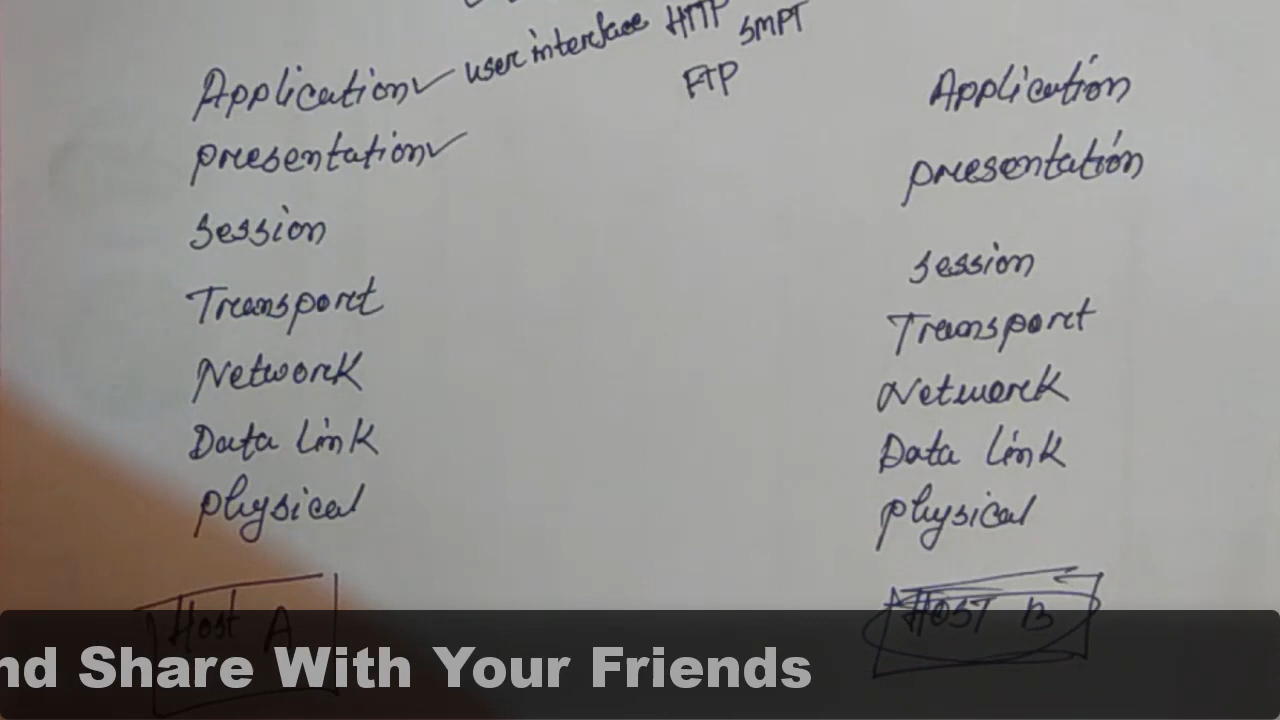 user interface HTTP SMPT
Application FTP Application
presentation presentation
session session
Transport Transport
Network Network
Data Link Data Link
physical physical
Host A HOST B
nd Share With Your Friends